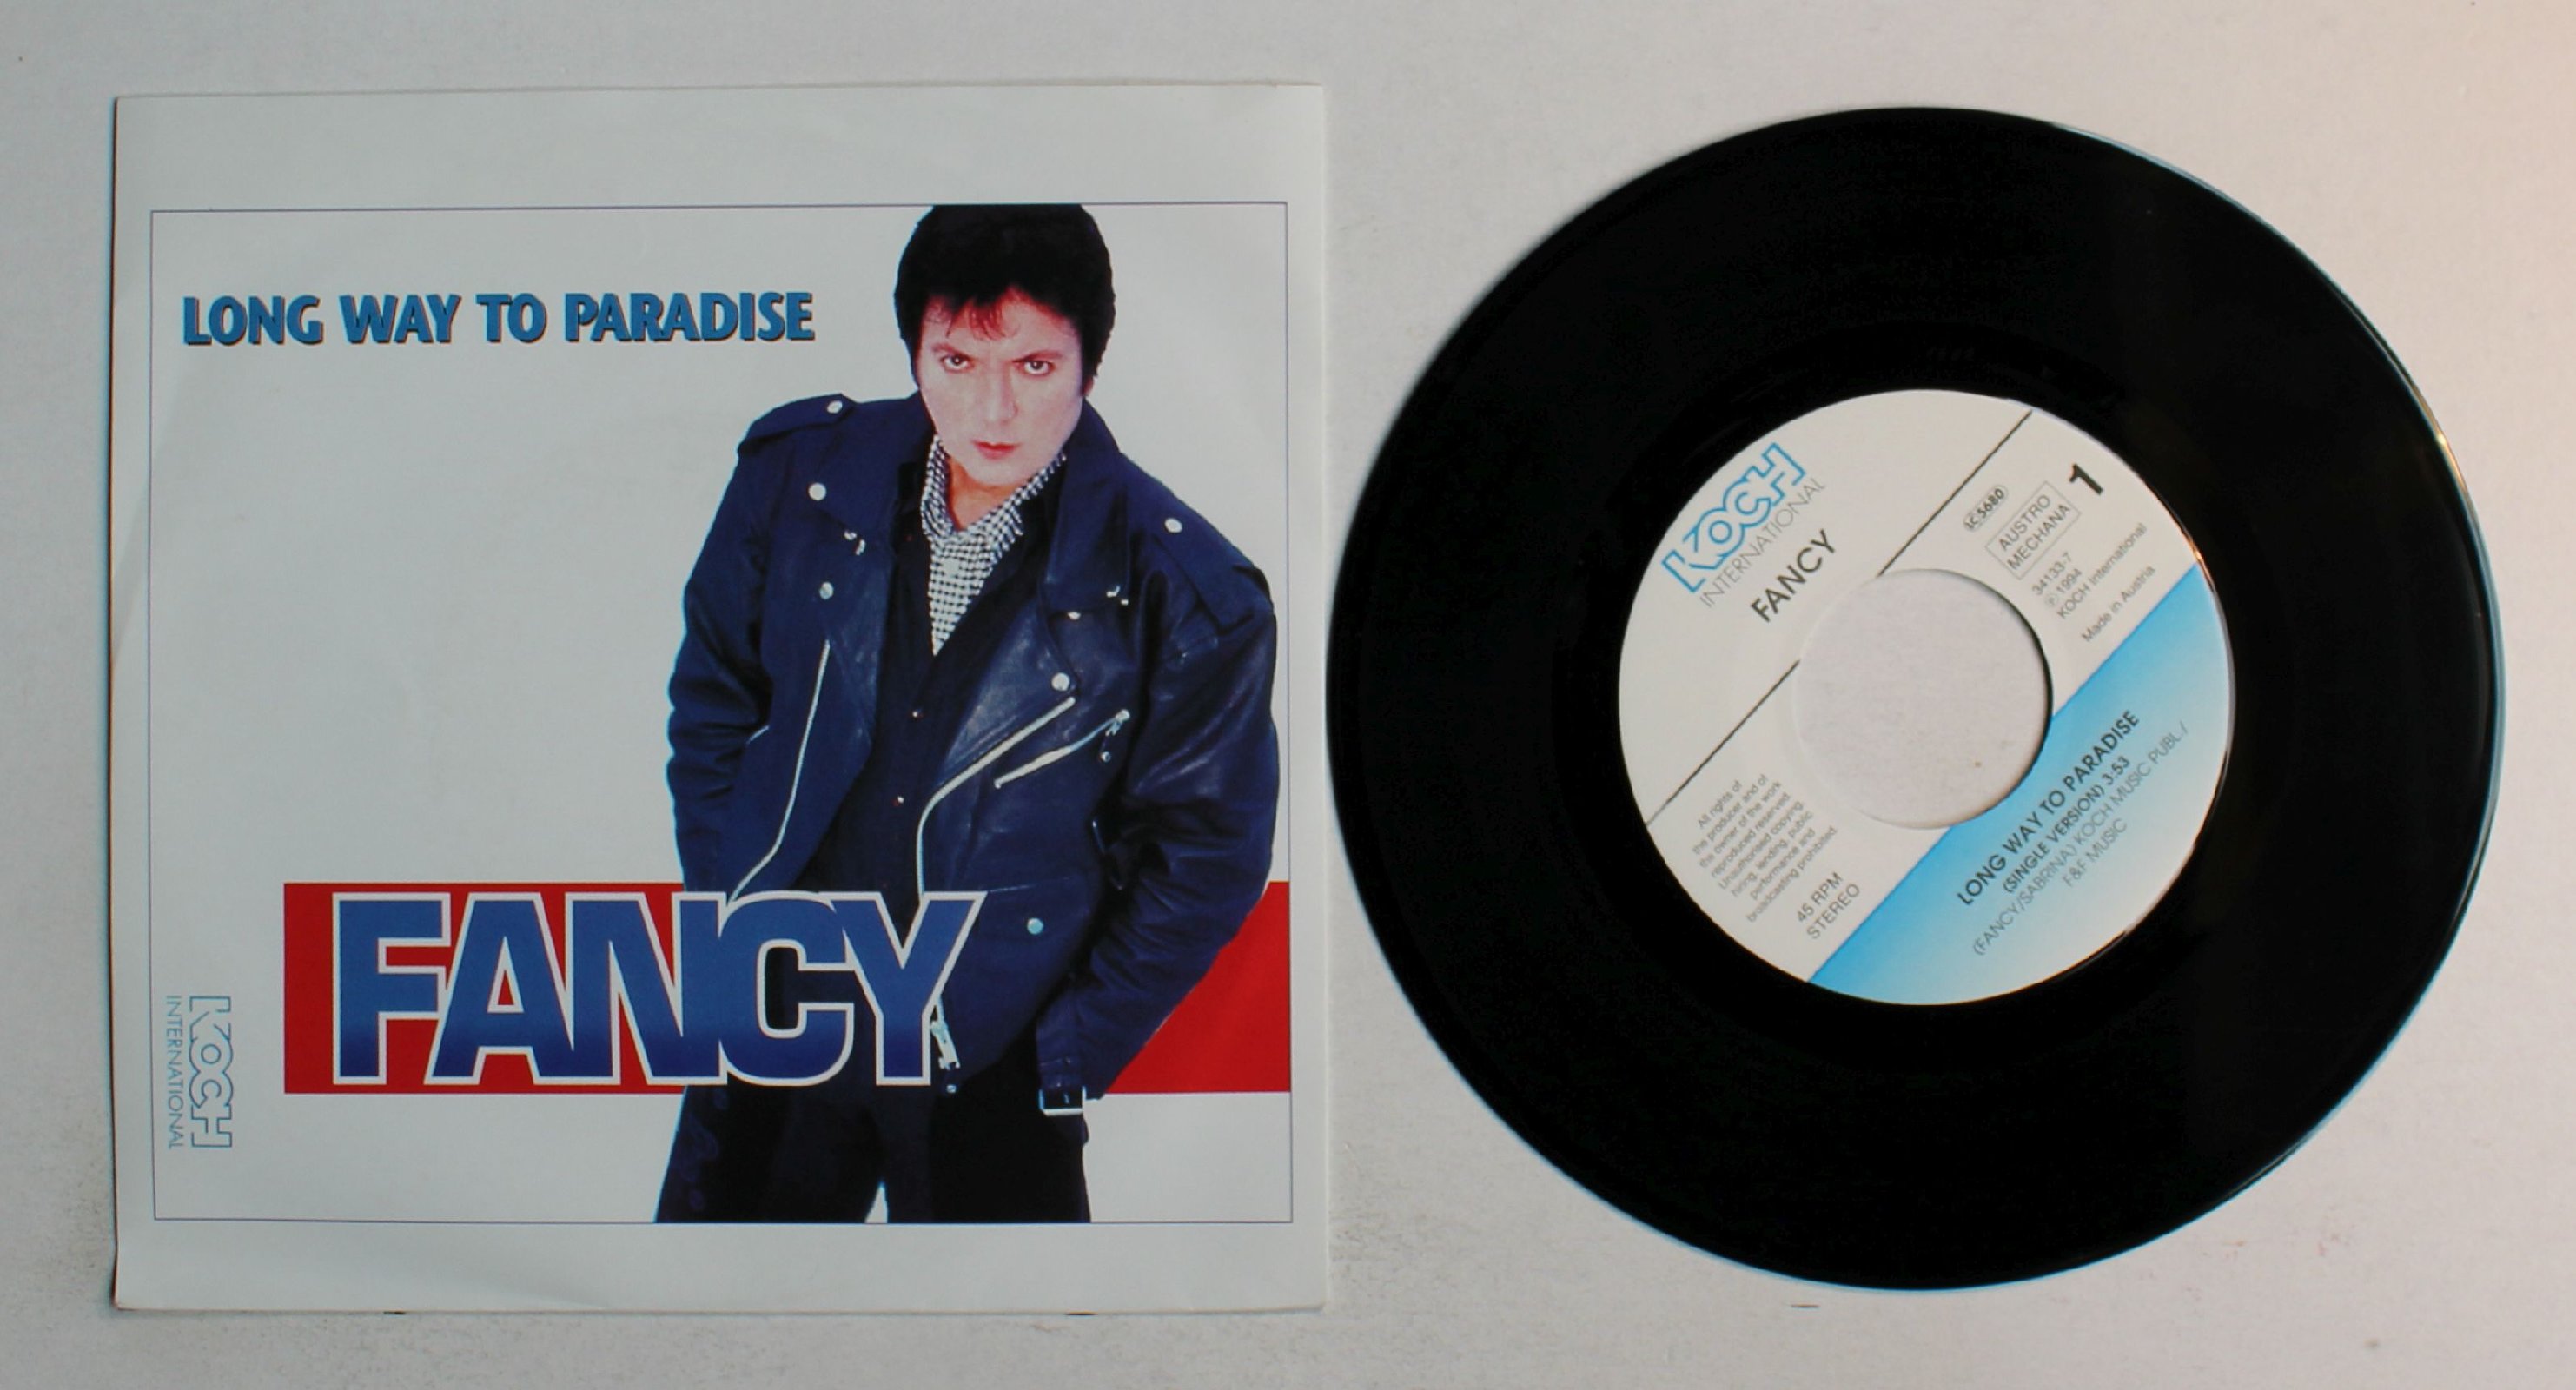 LONG WAY TO PARADISE
FANCY
KOCH
INTERNATIONAL
KOCH
INTERNATIONAL
FANCY
LC 5680
AUSTRO
MECHANA
1
34133-7
℗ 1994
KOCH International
Made in Austria
All rights of
the producer and of
the owner of the work
reproduced reserved.
Unauthorised copying,
hiring, lending, public
performance and
broadcasting prohibited.
45 RPM
STEREO
LONG WAY TO PARADISE
(SINGLE VERSION) 3:53
(FANCY/SABRINA) KOCH MUSIC PUBL./
F&F MUSIC